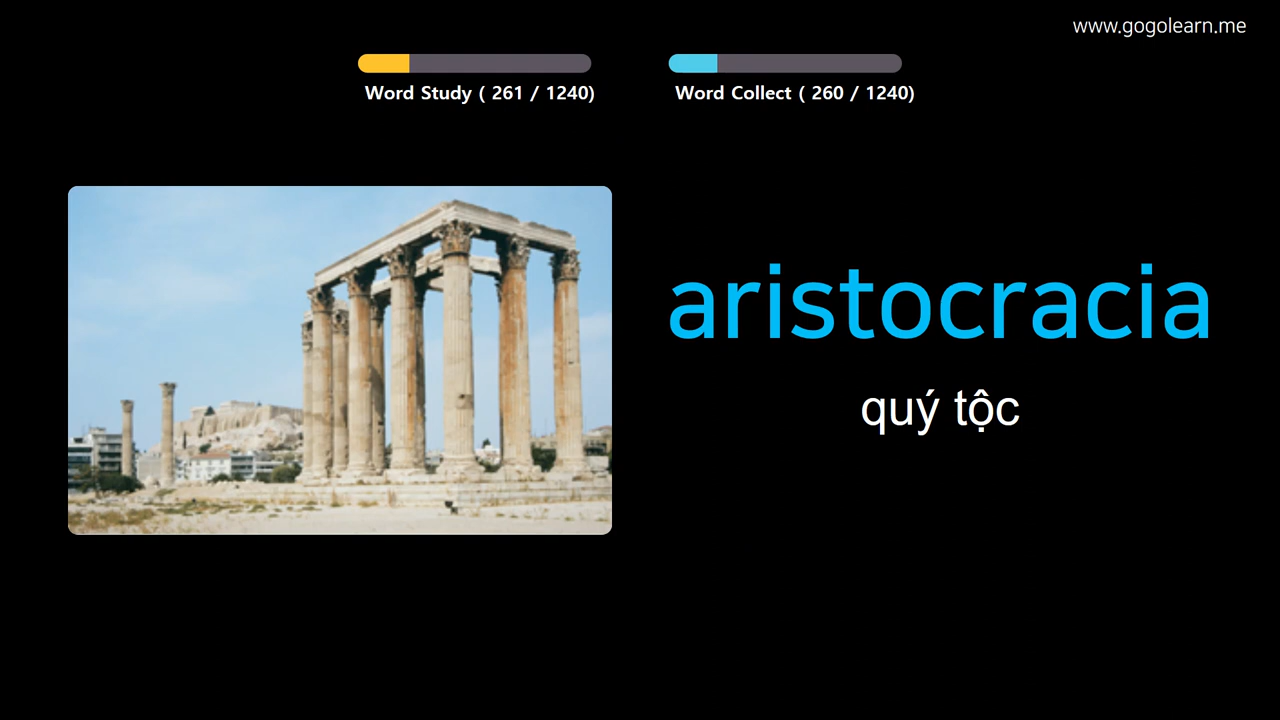 www.gogolearn.me
Word Study ( 261 / 1240)
Word Collect ( 260 / 1240)
aristocracia
quý tộc